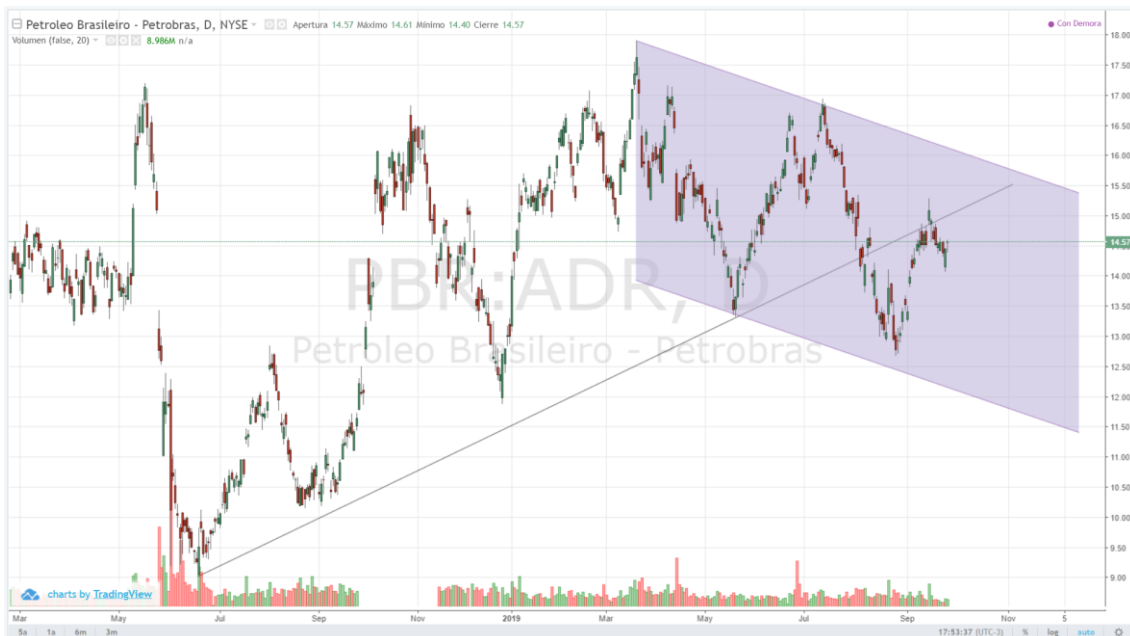 Petroleo Brasileiro - Petrobras, D, NYSE Apertura 14.57 Máximo 14.61 Mínimo 14.40 Cierre 14.57
Con Demora
Volumen (false, 20) 8.986M n/a
18.00
17.50
17.00
16.50
16.00
15.50
15.00
14.57
14.00
13.50
13.00
12.50
12.00
11.50
11.00
10.50
10.00
9.50
9.00
PBR:ADR, D
Petroleo Brasileiro - Petrobras
charts by TradingView
Mar May Jul Sep Nov 2019 Mar May Jul Sep Nov 5
5a 1a 6m 3m 17:53:37 (UTC-3) % log auto